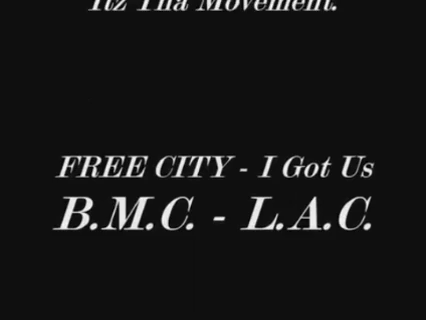 Itz Tha Movement.
FREE CITY - I Got Us
B.M.C. - L.A.C.